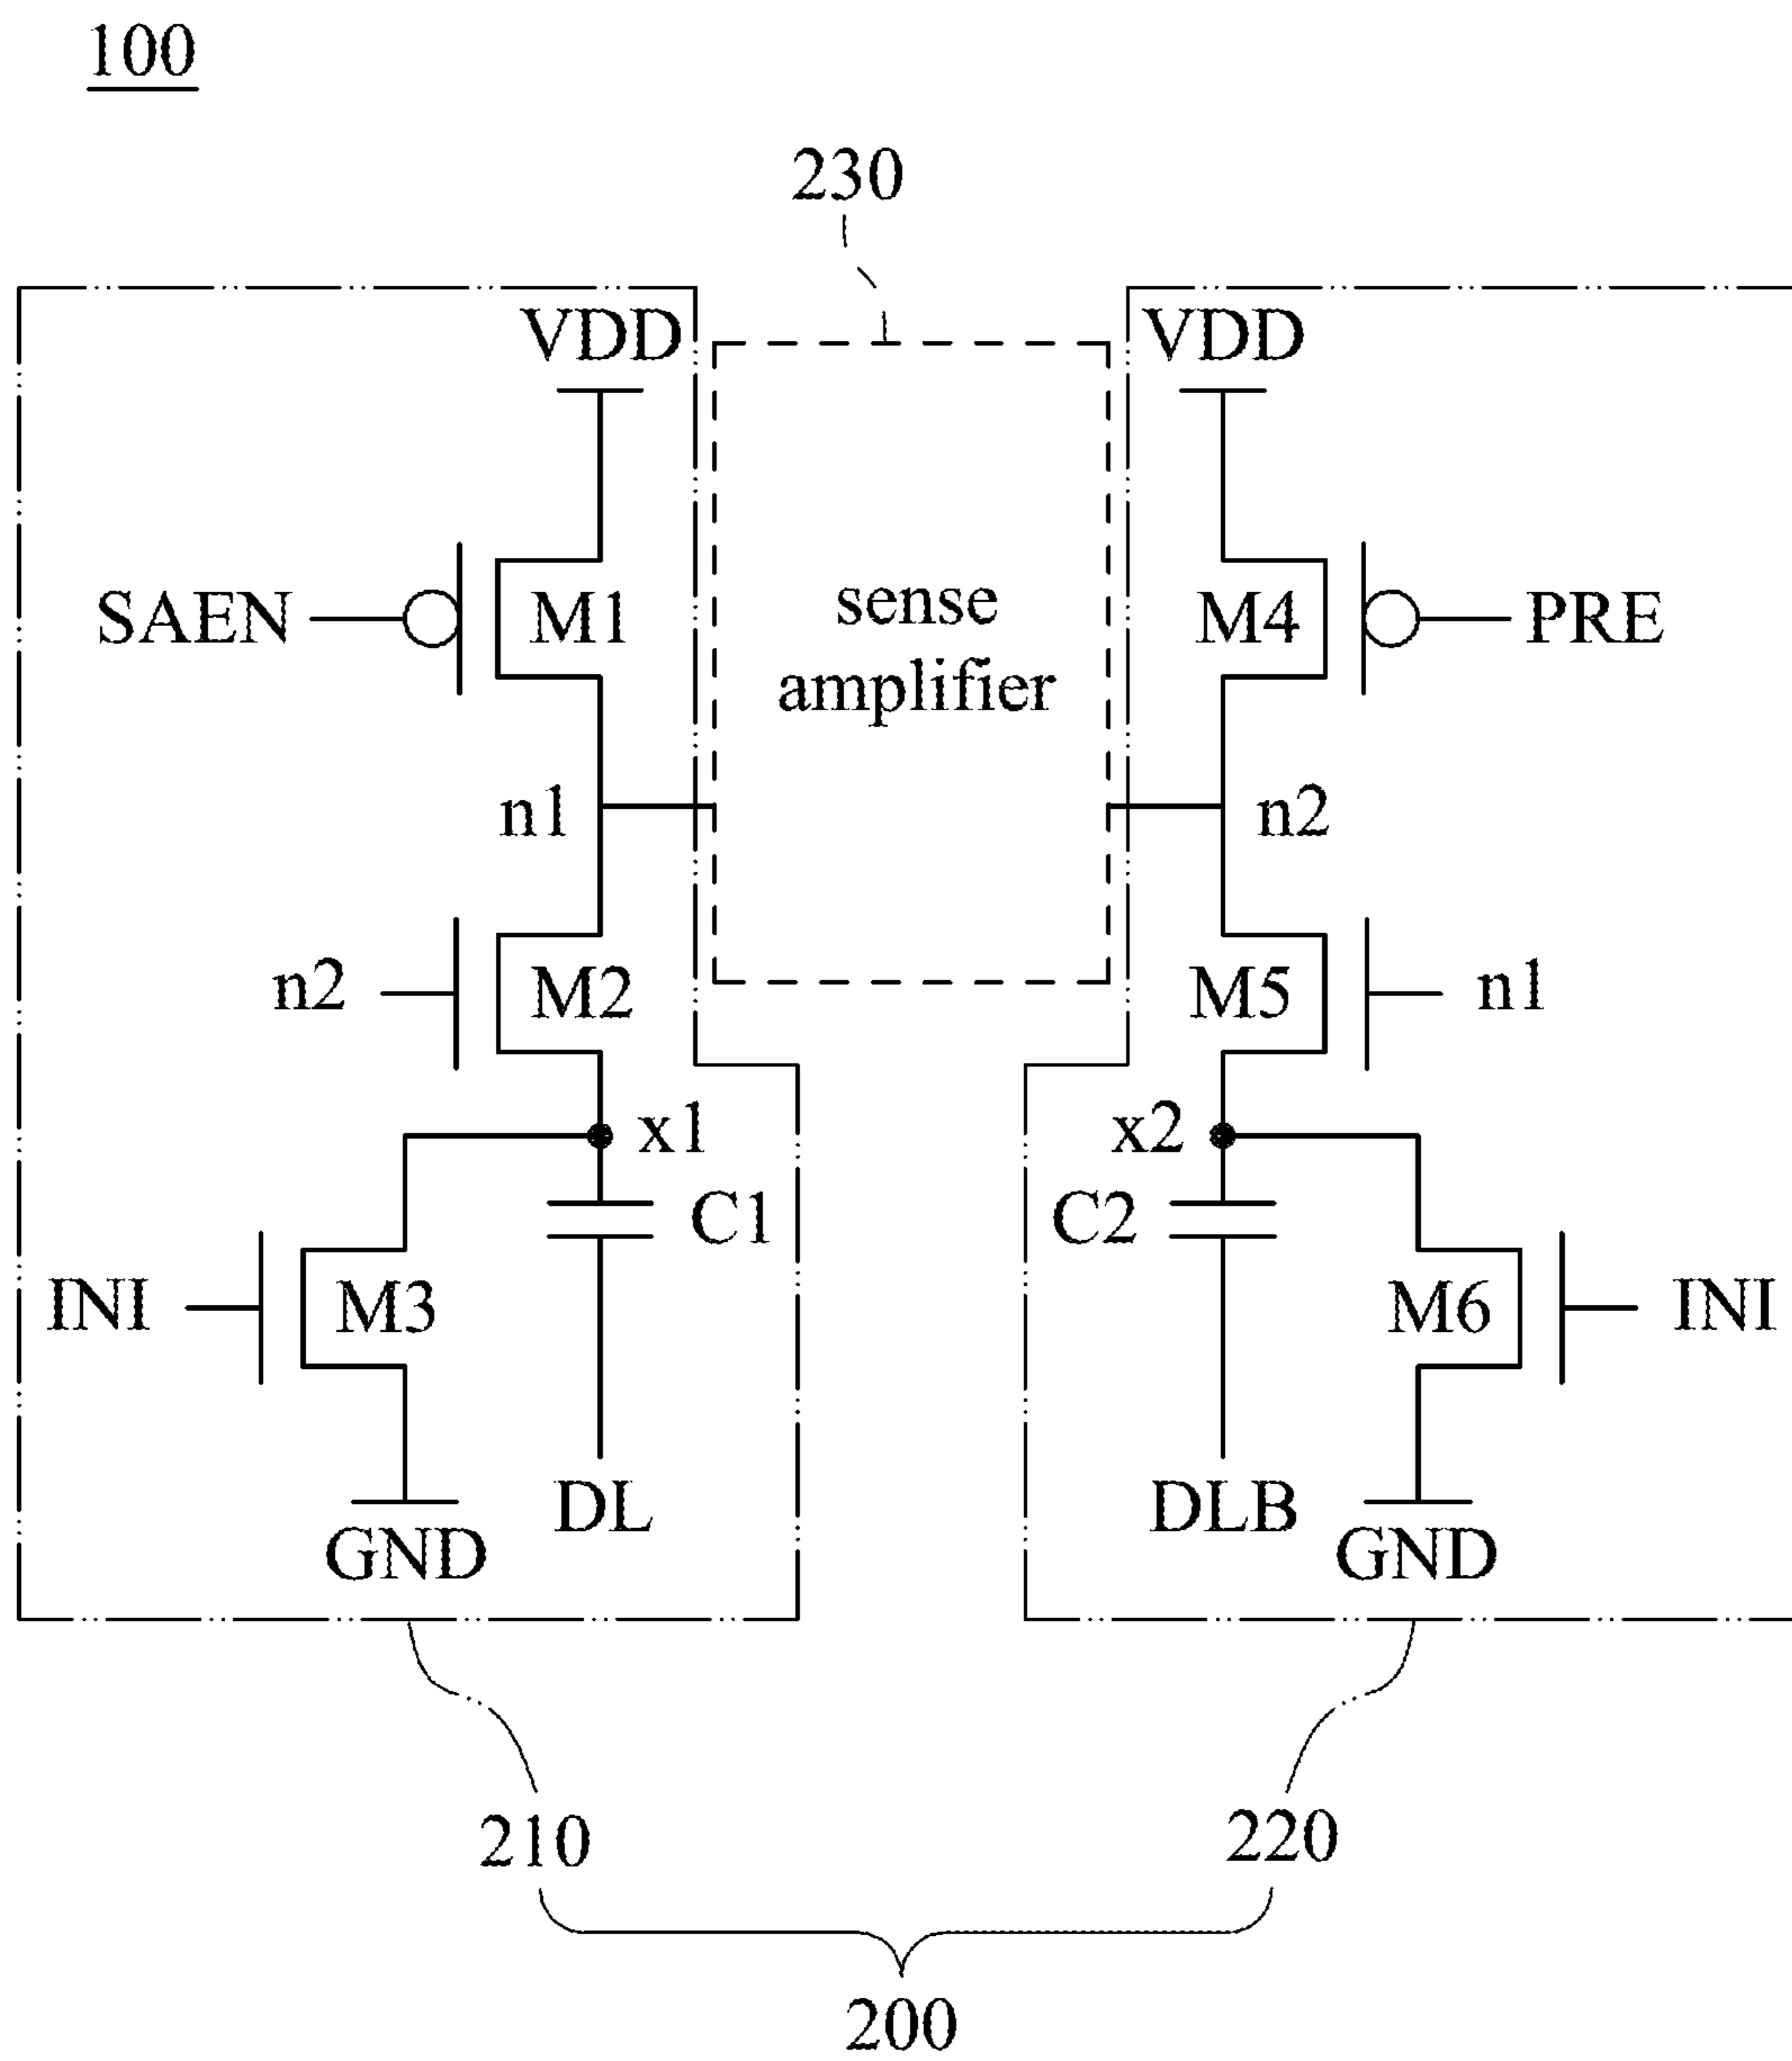 100
230
VDD
VDD
SAEN
M1
sense
amplifier
M4
PRE
n1
n2
n2
M2
M5
n1
x1
x2
C1
C2
INI
M3
M6
INI
DL
DLB
GND
GND
210
220
200